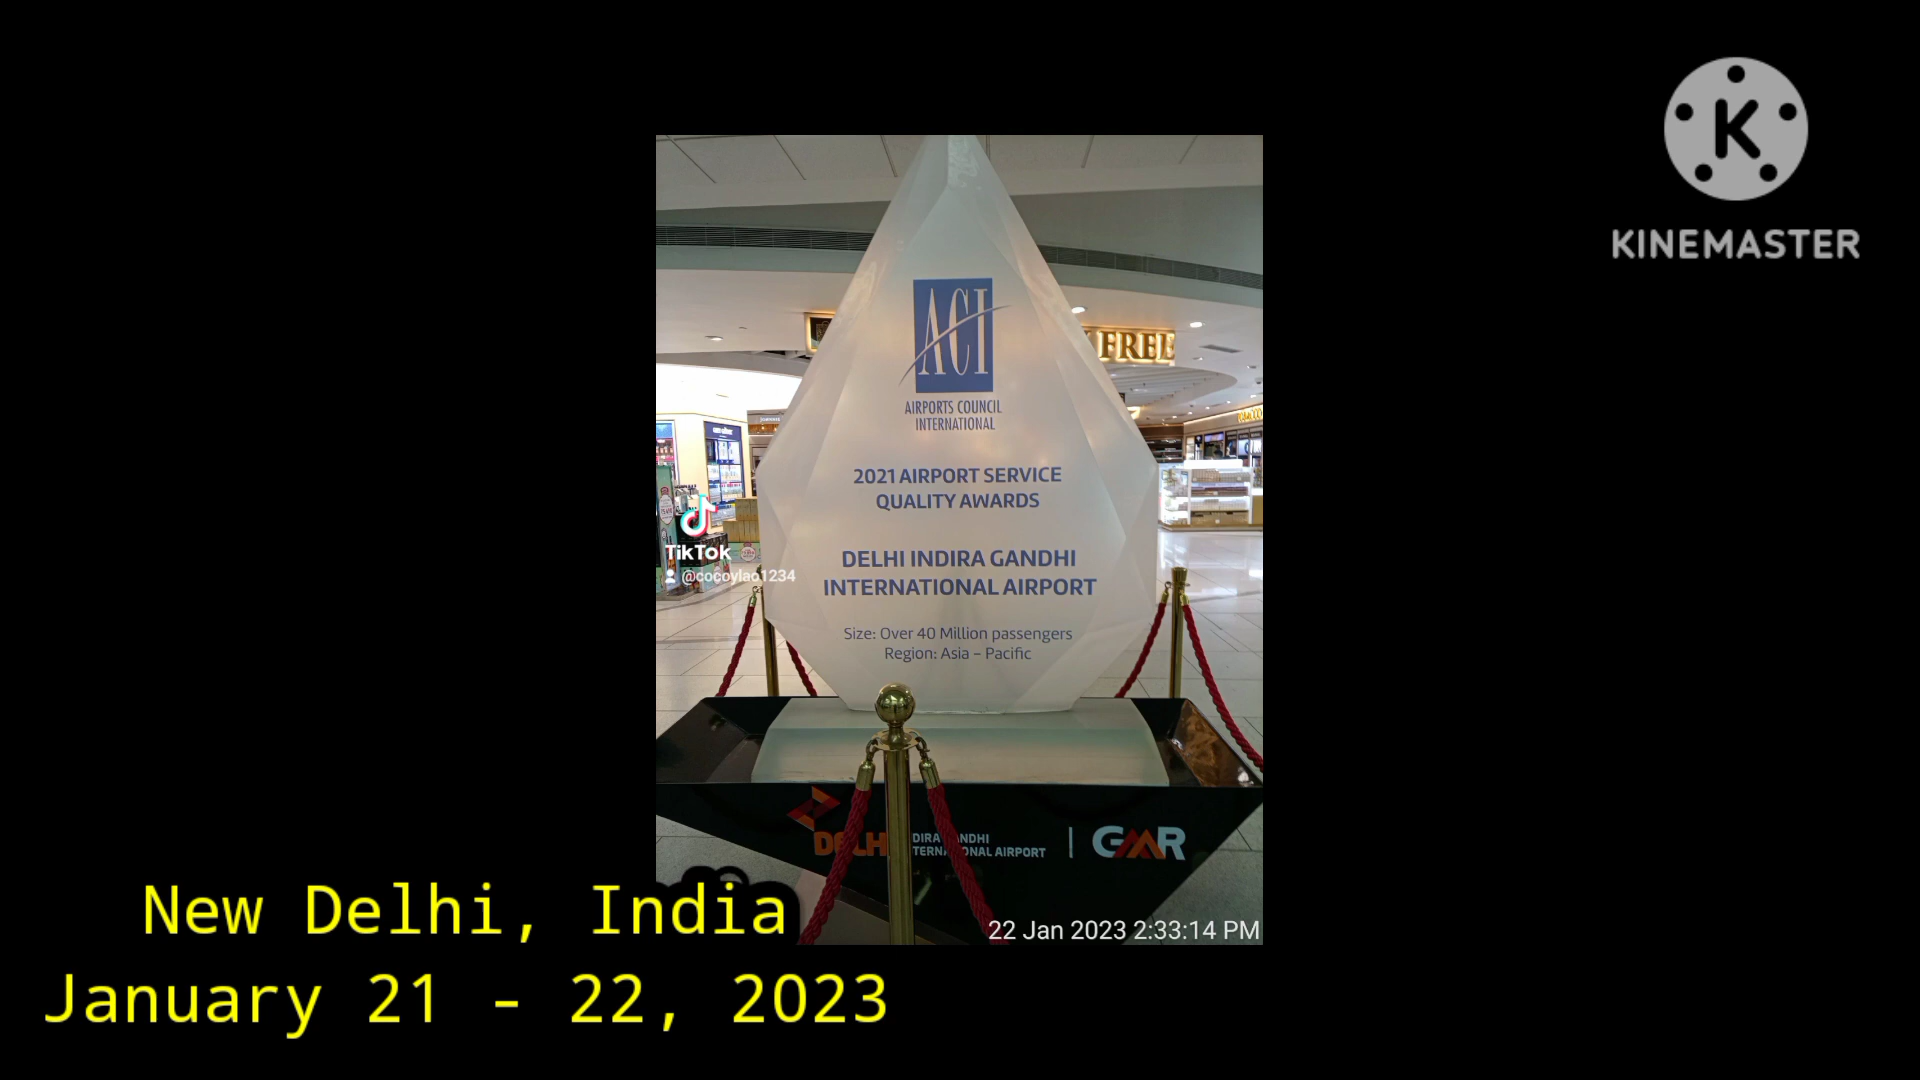 KINEMASTER
ACI
AIRPORTS COUNCIL
INTERNATIONAL
FREE
2021 AIRPORT SERVICE
QUALITY AWARDS
DELHI INDIRA GANDHI
INTERNATIONAL AIRPORT
Size: Over 40 Million passengers
Region: Asia – Pacific
TikTok
@cocoylao1234
GMR
22 Jan 2023 2:33:14 PM
New Delhi, India
January 21 - 22, 2023